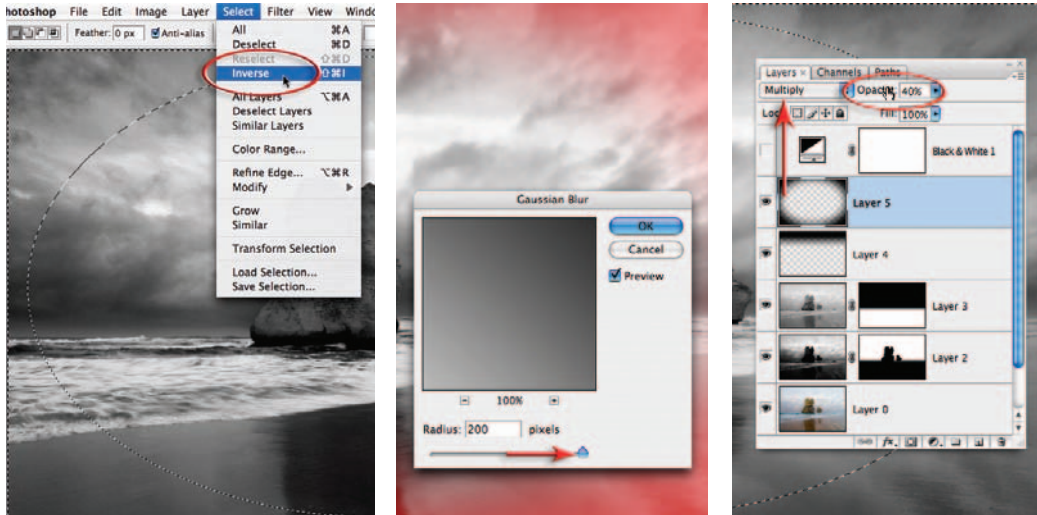 hotoshop File Edit Image Layer Select Filter View Windo
Feather: 0 px Anti-alias
All ⌘A
Deselect ⌘D
Reselect ⇧⌘D
Inverse ⇧⌘I
All Layers ⌥⌘A
Deselect Layers
Similar Layers
Color Range...
Refine Edge... ⌥⌘R
Modify
Grow
Similar
Transform Selection
Load Selection...
Save Selection...
Gaussian Blur
OK
Cancel
Preview
100%
Radius: 200 pixels
Layers × Channels Paths
Multiply Opacity: 40%
Fill: 100%
Black & White 1
Layer 5
Layer 4
Layer 3
Layer 2
Layer 0